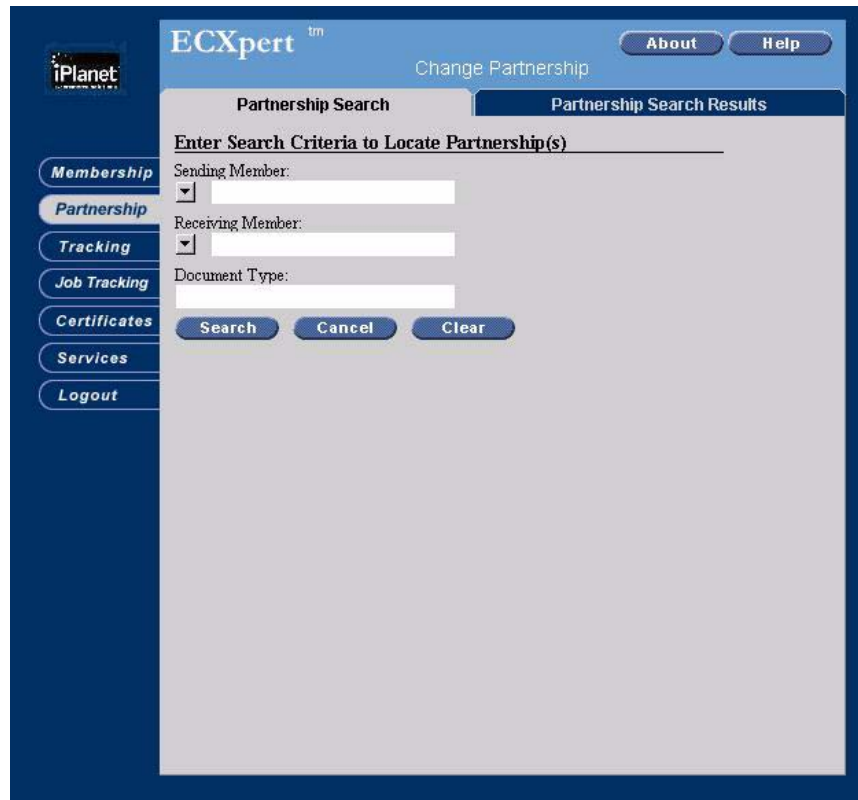 iPlanet
ECXpert ™
About
Help
Change Partnership
Partnership Search
Partnership Search Results
Enter Search Criteria to Locate Partnership(s)
Sending Member:
Receiving Member:
Document Type:
Search
Cancel
Clear
Membership
Partnership
Tracking
Job Tracking
Certificates
Services
Logout